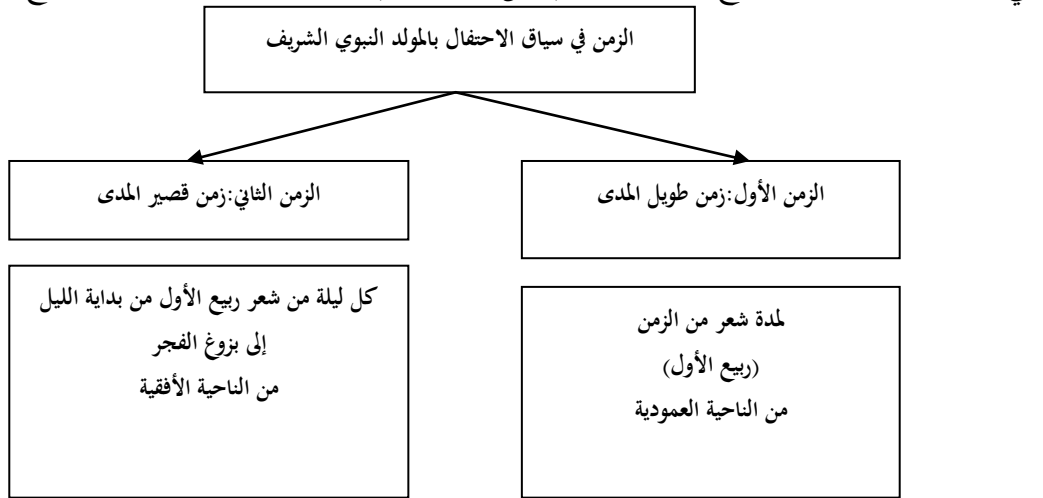 الزمن في سياق الاحتفال بالمولد النبوي الشريف
الزمن الأول:زمن طويل المدى
الزمن الثاني:زمن قصير المدى
لمدة شعر من الزمن
(ربيع الأول)
من الناحية العمودية
كل ليلة من شعر ربيع الأول من بداية الليل
إلى بزوغ الفجر
من الناحية الأفقية